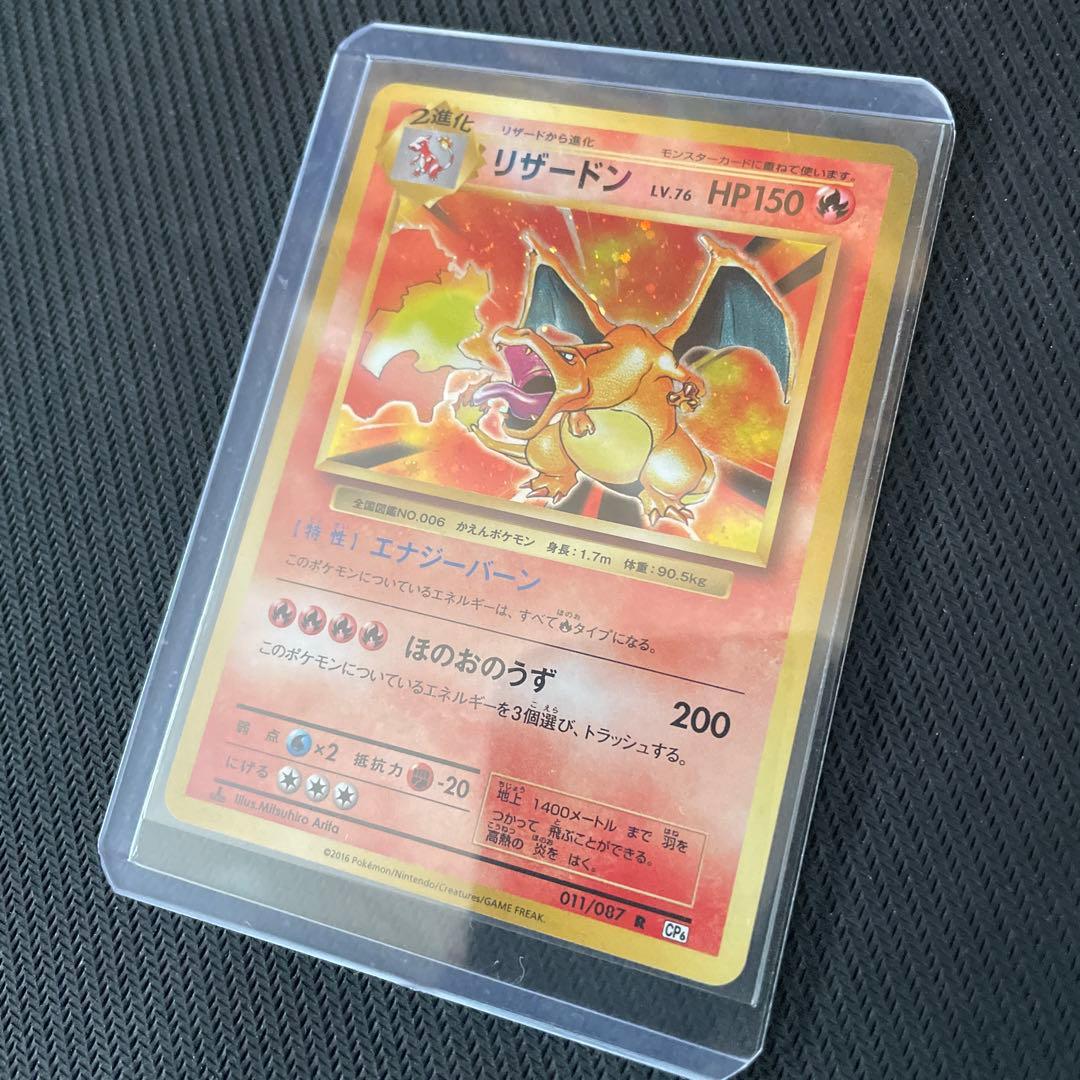 2進化
リザードから進化
モンスターカードに重ねて使います。
リザードン LV.76 HP150
全国図鑑NO.006 かえんポケモン 身長:1.7m 体重:90.5kg
[特性] エナジーバーン
このポケモンについているエネルギーは、すべてタイプになる。
ほのおのうず 200
このポケモンについているエネルギーを3個選び、トラッシュする。
弱点 ×2 抵抗力 -20
にげる
Illus.Mitsuhiro Arita
地上 1400メートル まで 羽を
つかって 飛ぶことができる。
高熱の 炎を はく。
©2016 Pokémon/Nintendo/Creatures/GAME FREAK.
011/087 R CP6